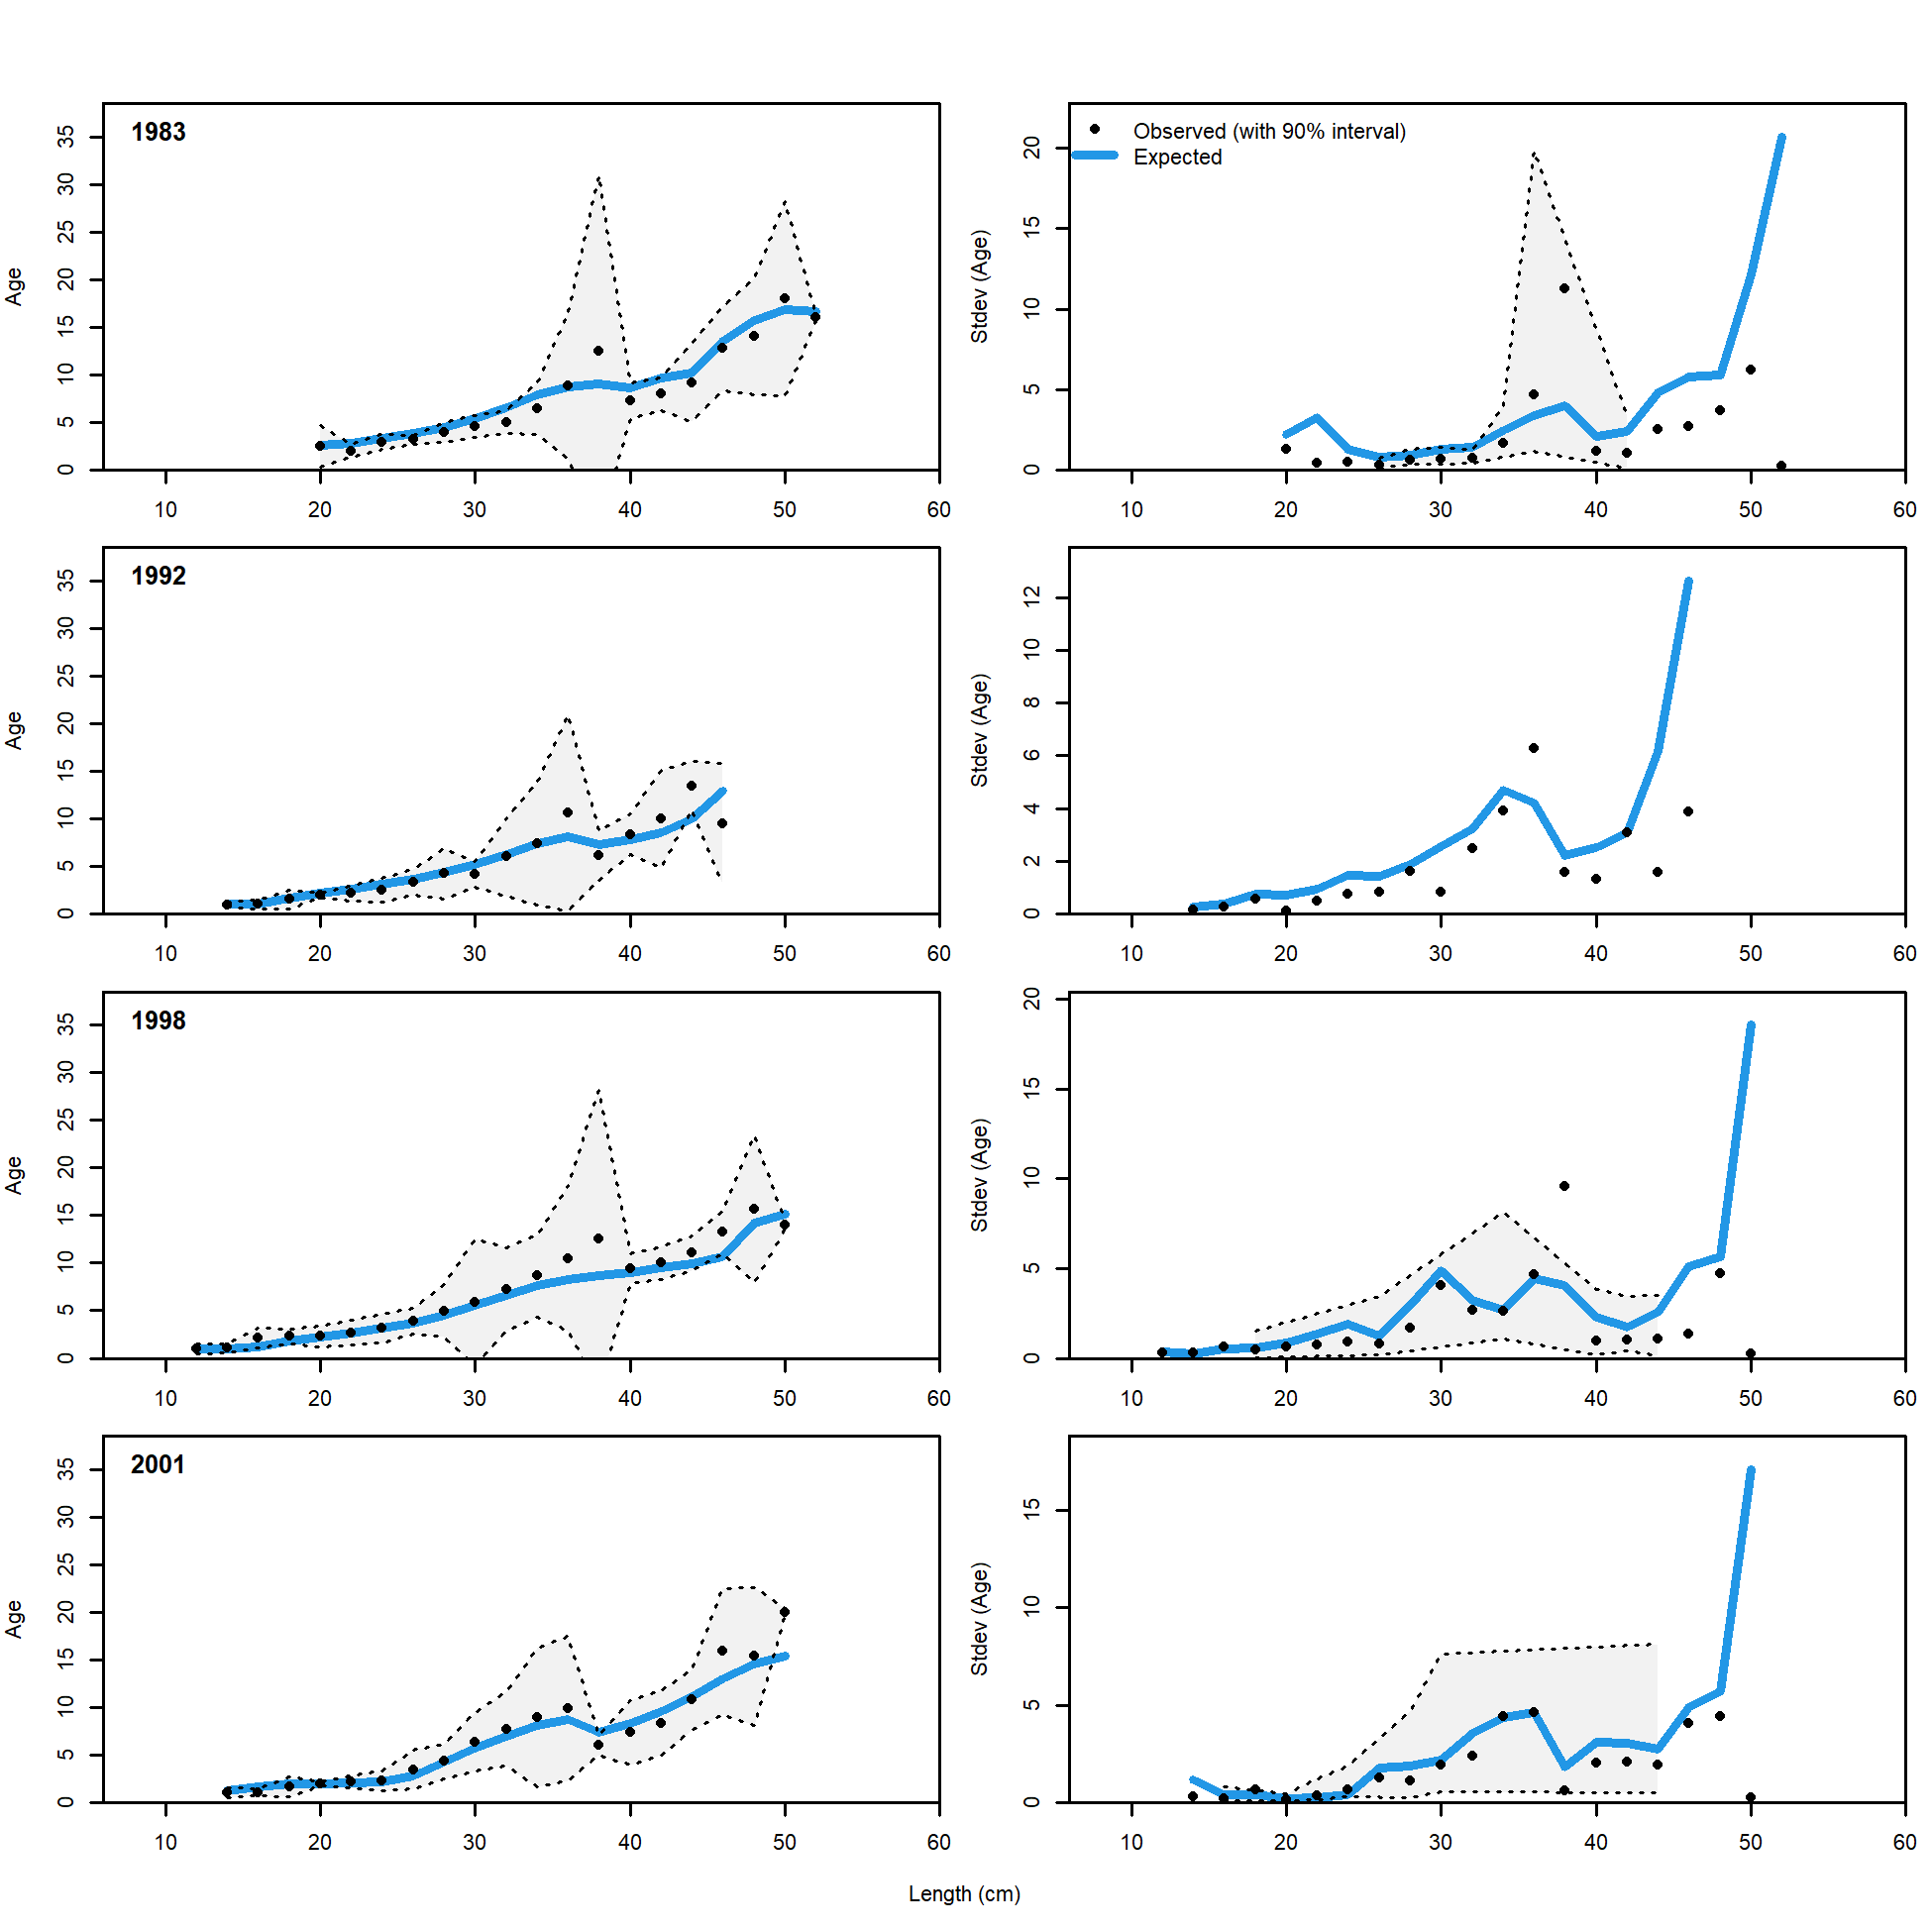 1983
Age
0 5 10 15 20 25 30 35
10 20 30 40 50 60
Observed (with 90% interval)
Expected
Stdev (Age)
0 5 10 15 20
10 20 30 40 50 60
1992
Age
0 5 10 15 20 25 30 35
10 20 30 40 50 60
Stdev (Age)
0 2 4 6 8 10 12
10 20 30 40 50 60
1998
Age
0 5 10 15 20 25 30 35
10 20 30 40 50 60
Stdev (Age)
0 5 10 15 20
10 20 30 40 50 60
2001
Age
0 5 10 15 20 25 30 35
10 20 30 40 50 60
Stdev (Age)
0 5 10 15
10 20 30 40 50 60
Length (cm)